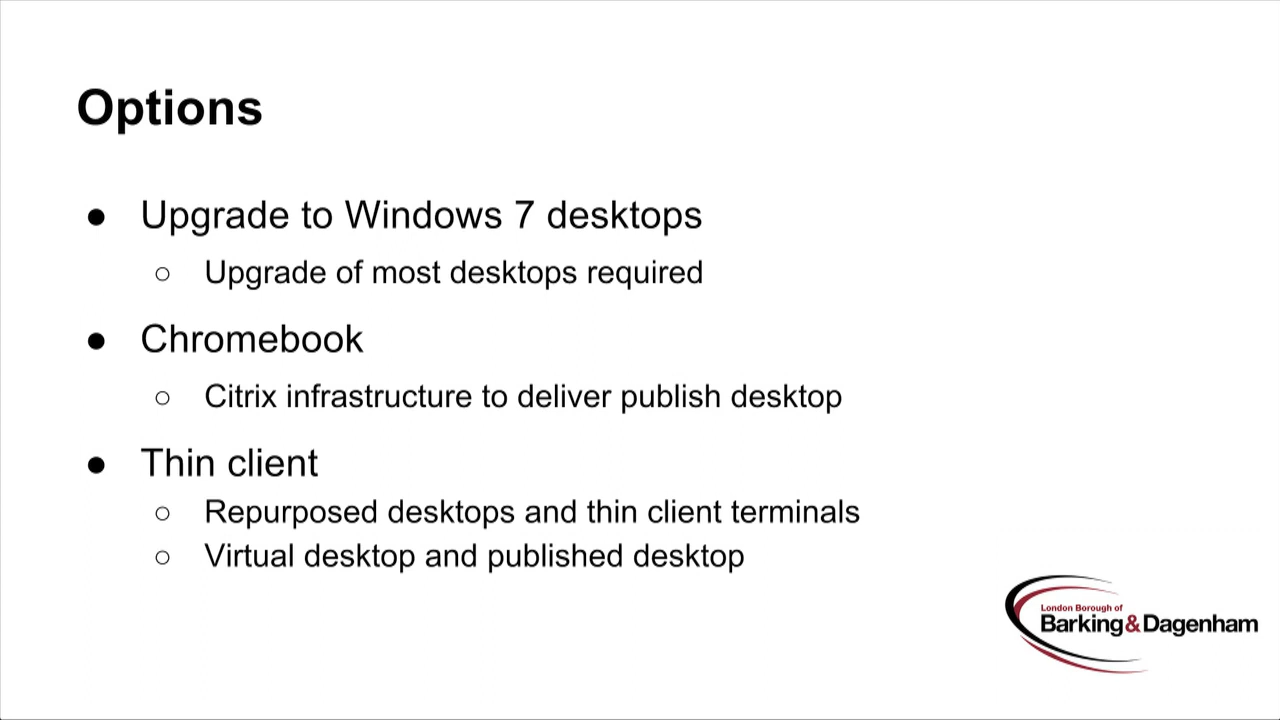 Options
● Upgrade to Windows 7 desktops
○ Upgrade of most desktops required
● Chromebook
○ Citrix infrastructure to deliver publish desktop
● Thin client
○ Repurposed desktops and thin client terminals
○ Virtual desktop and published desktop
London Borough of
Barking&Dagenham